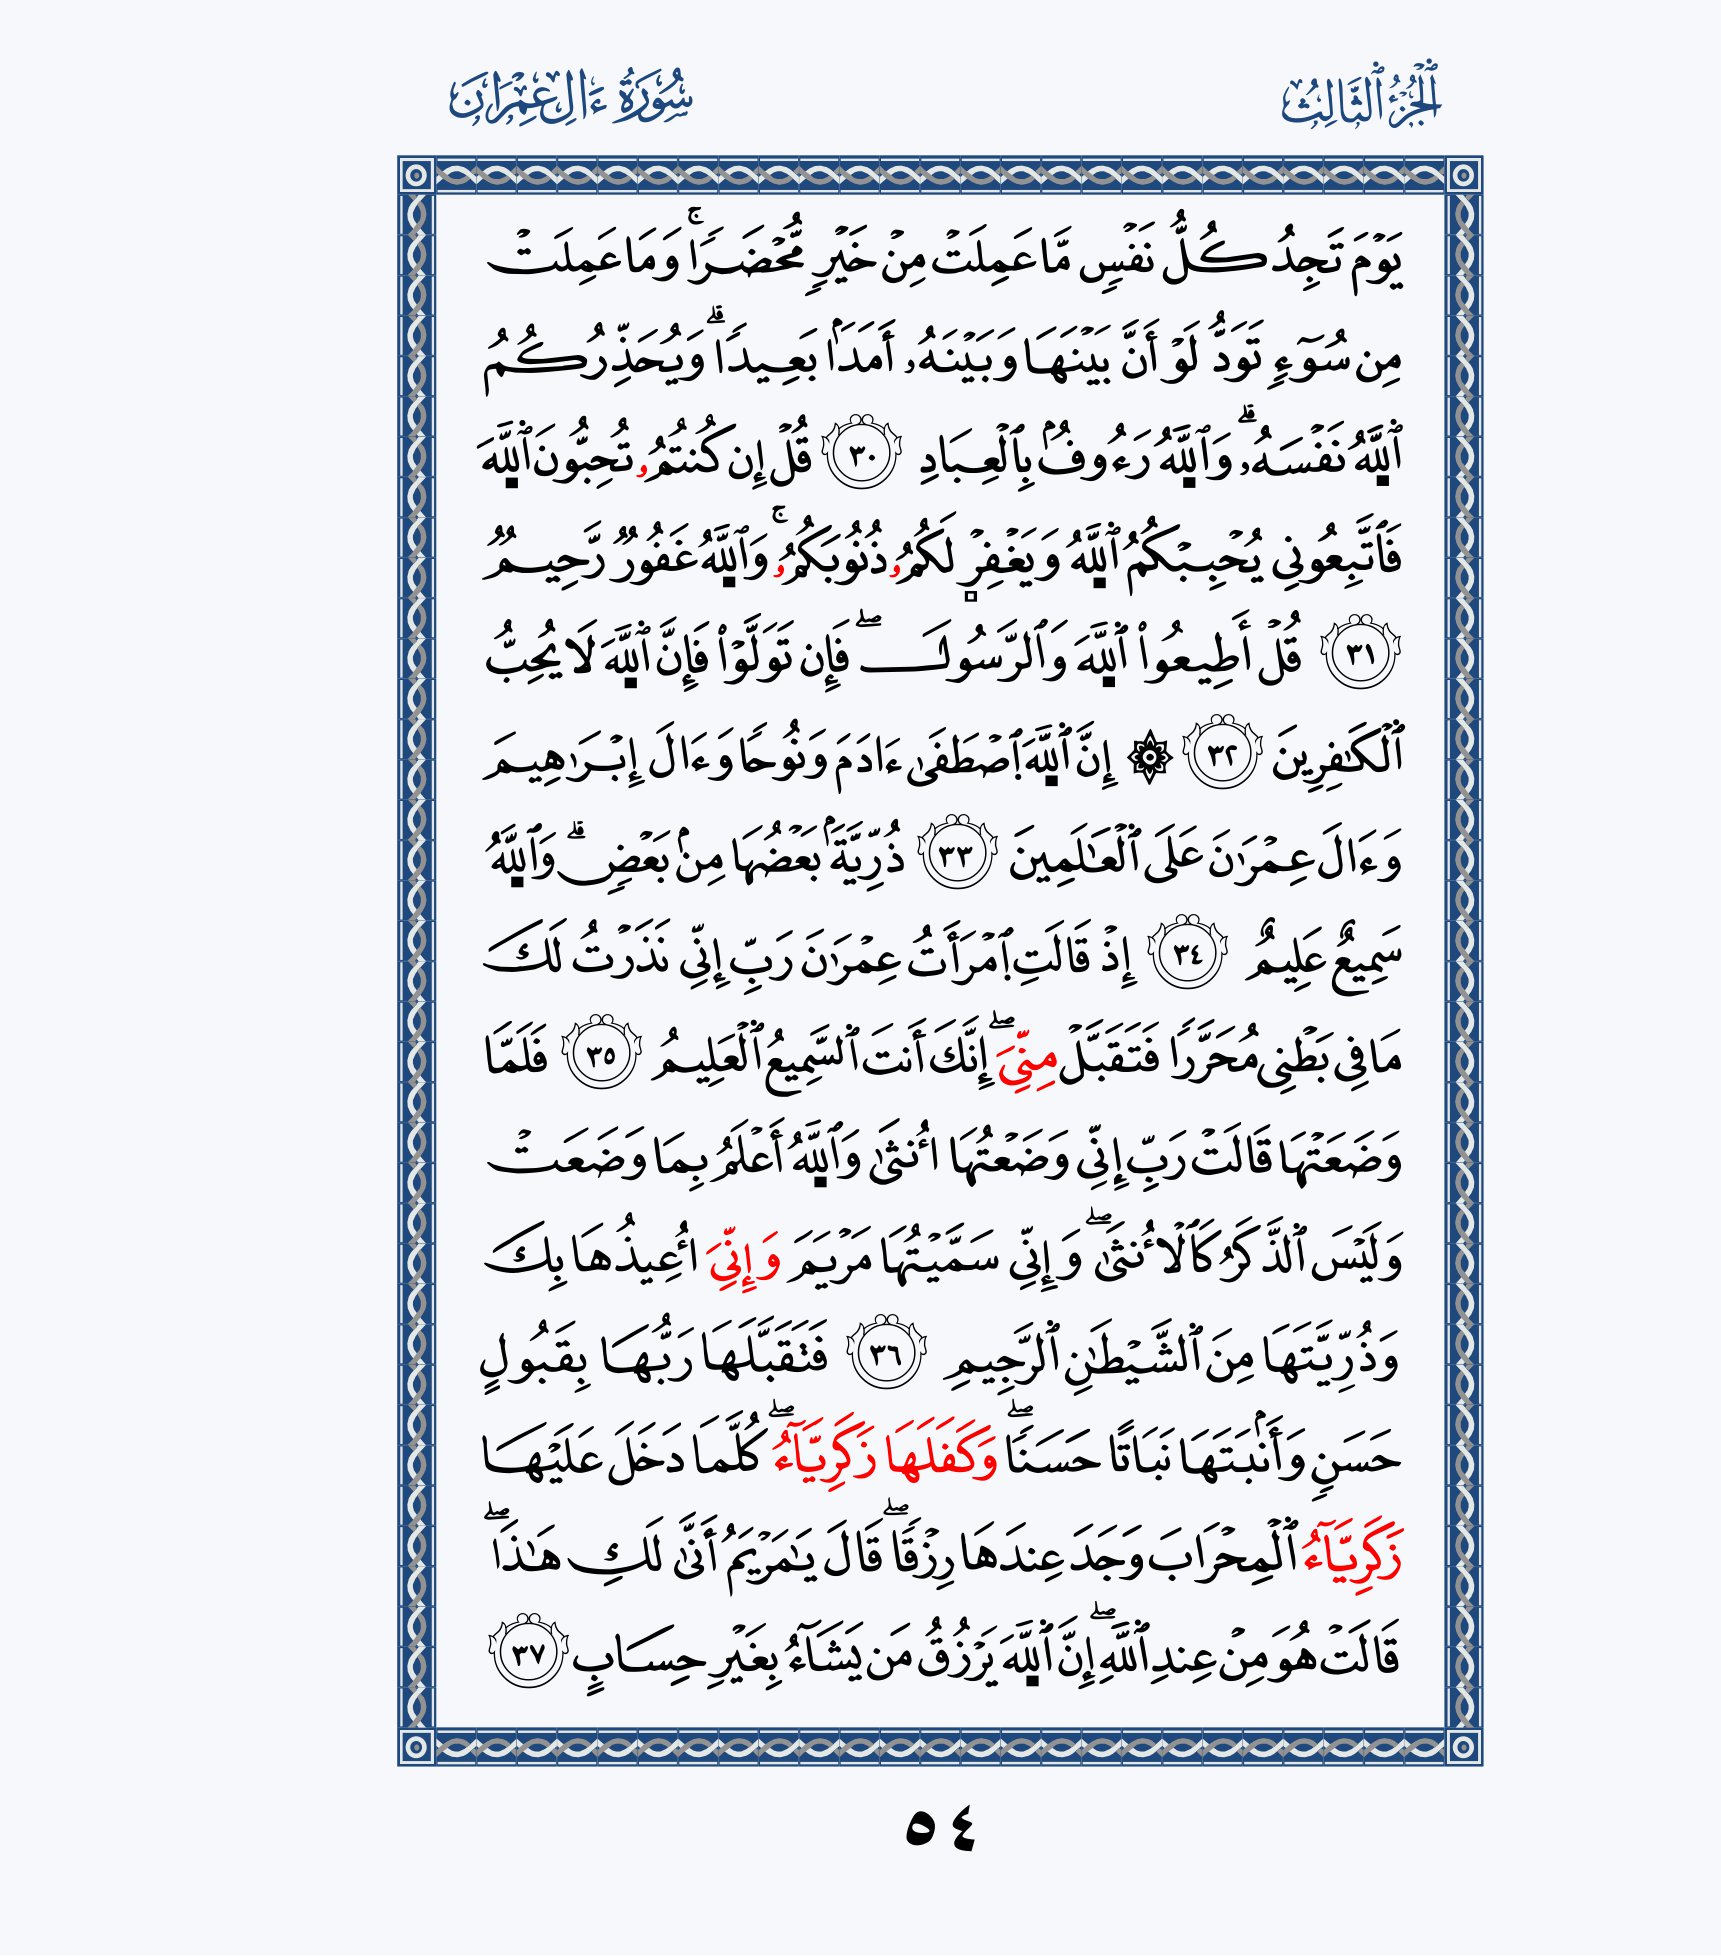 ٱلْجُزْءُ ٱلثَّالِثُ
سُورَةُ ءَالِ عِمْرَانَ
يَوْمَ تَجِدُ كُلُّ نَفْسٍ مَّا عَمِلَتْ مِنْ خَيْرٍ مُّحْضَرًاۚ وَمَا عَمِلَتْ
مِن سُوٓءٍ تَوَدُّ لَوْ أَنَّ بَيْنَهَا وَبَيْنَهُۥ أَمَدَۢا بَعِيدًاۗ وَيُحَذِّرُكُمُ
ٱللَّهُ نَفْسَهُۥۗ وَٱللَّهُ رَءُوفُۢ بِٱلْعِبَادِ ٣٠ قُلْ إِن كُنتُمُۥ تُحِبُّونَ ٱللَّهَ
فَٱتَّبِعُونِي يُحْبِبْكُمُ ٱللَّهُ وَيَغْفِرْ لَكُمُۥ ذُنُوبَكُمُۥۚ وَٱللَّهُ غَفُورٌ رَّحِيمٌ
٣١ قُلْ أَطِيعُوا۟ ٱللَّهَ وَٱلرَّسُولَۖ فَإِن تَوَلَّوْا۟ فَإِنَّ ٱللَّهَ لَا يُحِبُّ
ٱلْكَٰفِرِينَ ٣٢ ۞ إِنَّ ٱللَّهَ ٱصْطَفَىٰ ءَادَمَ وَنُوحًا وَءَالَ إِبْرَٰهِيمَ
وَءَالَ عِمْرَٰنَ عَلَى ٱلْعَٰلَمِينَ ٣٣ ذُرِّيَّةَۢ بَعْضُهَا مِنۢ بَعْضٍۗ وَٱللَّهُ
سَمِيعٌ عَلِيمٌ ٣٤ إِذْ قَالَتِ ٱمْرَأَتُ عِمْرَٰنَ رَبِّ إِنِّي نَذَرْتُ لَكَ
مَا فِي بَطْنِي مُحَرَّرًا فَتَقَبَّلْ مِنِّيَۖ إِنَّكَ أَنتَ ٱلسَّمِيعُ ٱلْعَلِيمُ ٣٥ فَلَمَّا
وَضَعَتْهَا قَالَتْ رَبِّ إِنِّي وَضَعْتُهَا أُنثَىٰ وَٱللَّهُ أَعْلَمُ بِمَا وَضَعَتْ
وَلَيْسَ ٱلذَّكَرُ كَٱلْأُنثَىٰۖ وَإِنِّي سَمَّيْتُهَا مَرْيَمَ وَإِنِّيَ أُعِيذُهَا بِكَ
وَذُرِّيَّتَهَا مِنَ ٱلشَّيْطَٰنِ ٱلرَّجِيمِ ٣٦ فَتَقَبَّلَهَا رَبُّهَا بِقَبُولٍ
حَسَنٍ وَأَنۢبَتَهَا نَبَاتًا حَسَنًاۖ وَكَفَلَهَا زَكَرِيَّآءُۖ كُلَّمَا دَخَلَ عَلَيْهَا
زَكَرِيَّآءُ ٱلْمِحْرَابَ وَجَدَ عِندَهَا رِزْقًاۖ قَالَ يَٰمَرْيَمُ أَنَّىٰ لَكِ هَٰذَاۖ
قَالَتْ هُوَ مِنْ عِندِ ٱللَّهِۖ إِنَّ ٱللَّهَ يَرْزُقُ مَن يَشَآءُ بِغَيْرِ حِسَابٍ ٣٧
٥٤